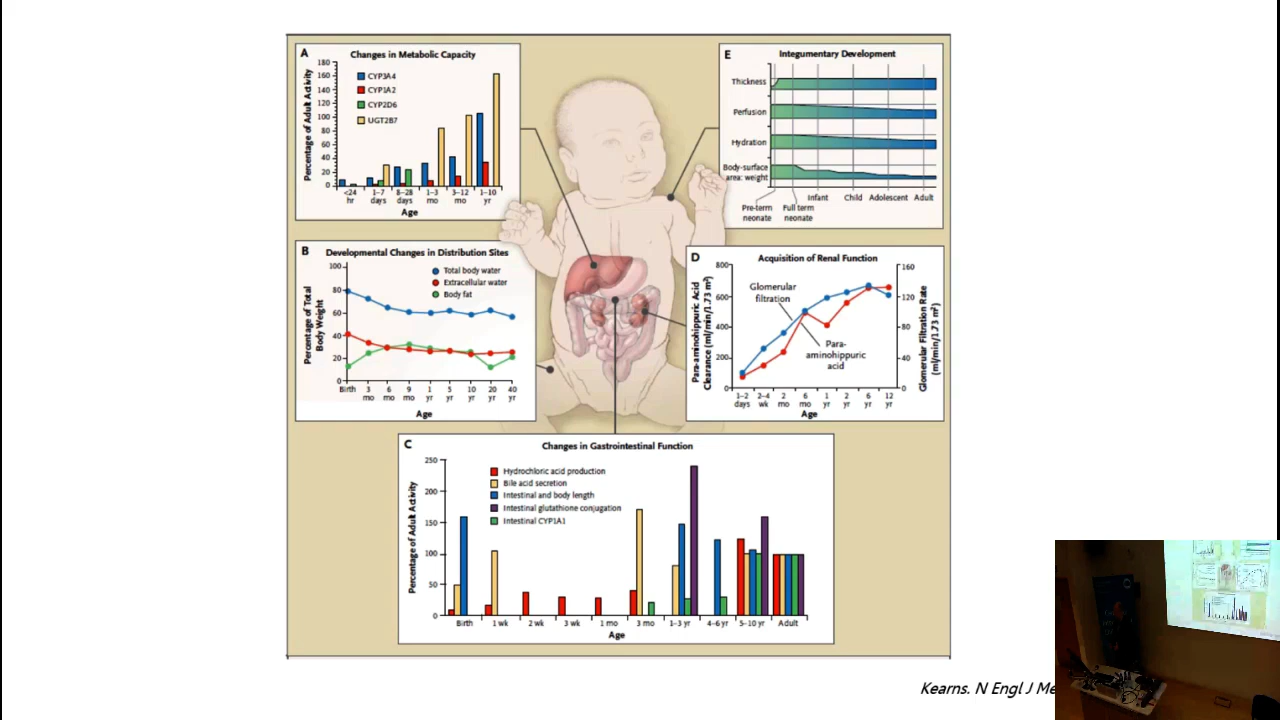 A
Changes in Metabolic Capacity
Percentage of Adult Activity
180
160
140
120
100
80
60
40
20
0
CYP3A4
CYP1A2
CYP2D6
UGT2B7
<24 hr
1–7 days
8–28 days
1–3 mo
3–12 mo
1–10 yr
Age
E
Integumentary Development
Thickness
Perfusion
Hydration
Body-surface
area: weight
Pre-term
neonate
Full term
neonate
Infant
Child
Adolescent
Adult
B
Developmental Changes in Distribution Sites
Percentage of Total
Body Weight
100
80
60
40
20
0
Total body water
Extracellular water
Body fat
Birth
3 mo
6 mo
9 mo
1 yr
5 yr
10 yr
20 yr
40 yr
Age
D
Acquisition of Renal Function
Para-aminohippuric Acid
Clearance (ml/min/1.73 m²)
800
600
400
200
0
Glomerular
filtration
Para-
aminohippuric
acid
160
120
80
40
0
Glomerular Filtration Rate
(ml/min/1.73 m²)
1–2 days
2–4 wk
2 mo
6 mo
1 yr
2 yr
6 yr
12 yr
Age
C
Changes in Gastrointestinal Function
Percentage of Adult Activity
250
200
150
100
50
0
Hydrochloric acid production
Bile acid secretion
Intestinal and body length
Intestinal glutathione conjugation
Intestinal CYP1A1
Birth
1 wk
2 wk
3 wk
1 mo
3 mo
1–3 yr
4–6 yr
5–10 yr
Adult
Age
Kearns. N Engl J Me